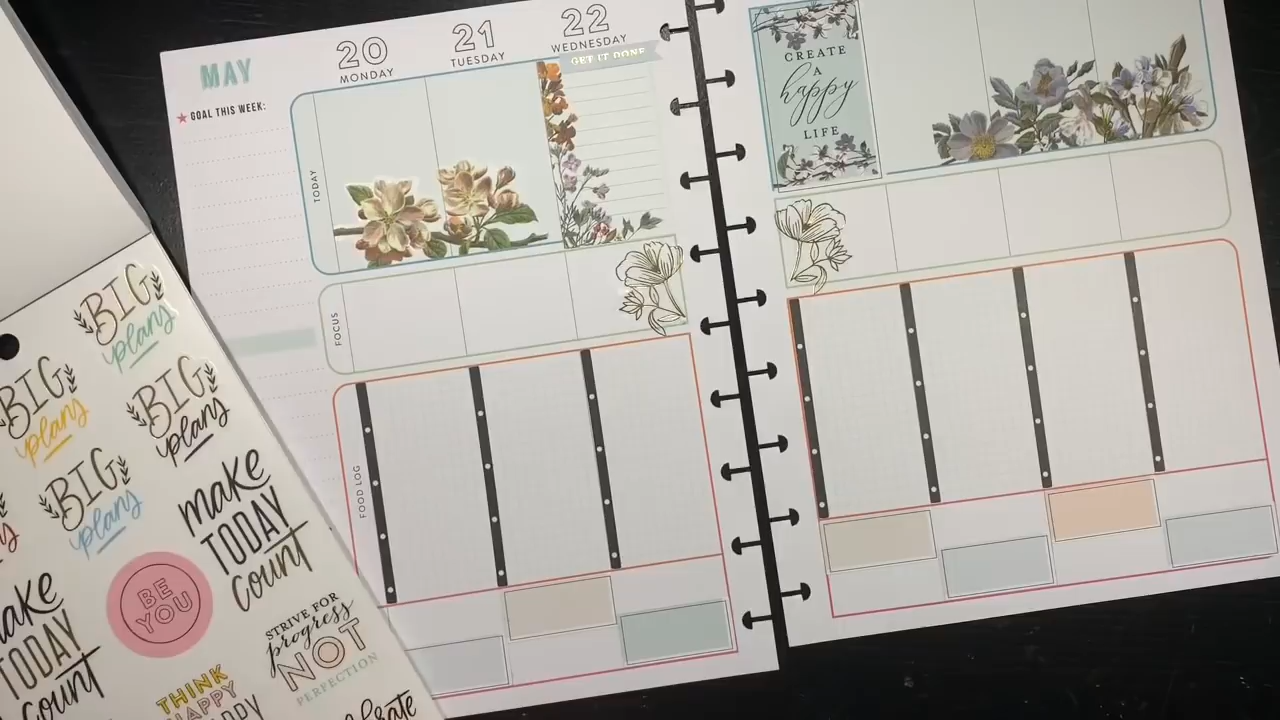 MAY
★ GOAL THIS WEEK:
20
MONDAY
21
TUESDAY
22
WEDNESDAY
GET IT DONE
TODAY
FOCUS
FOOD LOG
CREATE
A
happy
LIFE
BIG
plans
BIG
plans
BIG
plans
BIG
plans
make
TODAY
count
make
TODAY
count
BE
YOU
STRIVE FOR
progress
NOT
PERFECTION
THINK
HAPPY